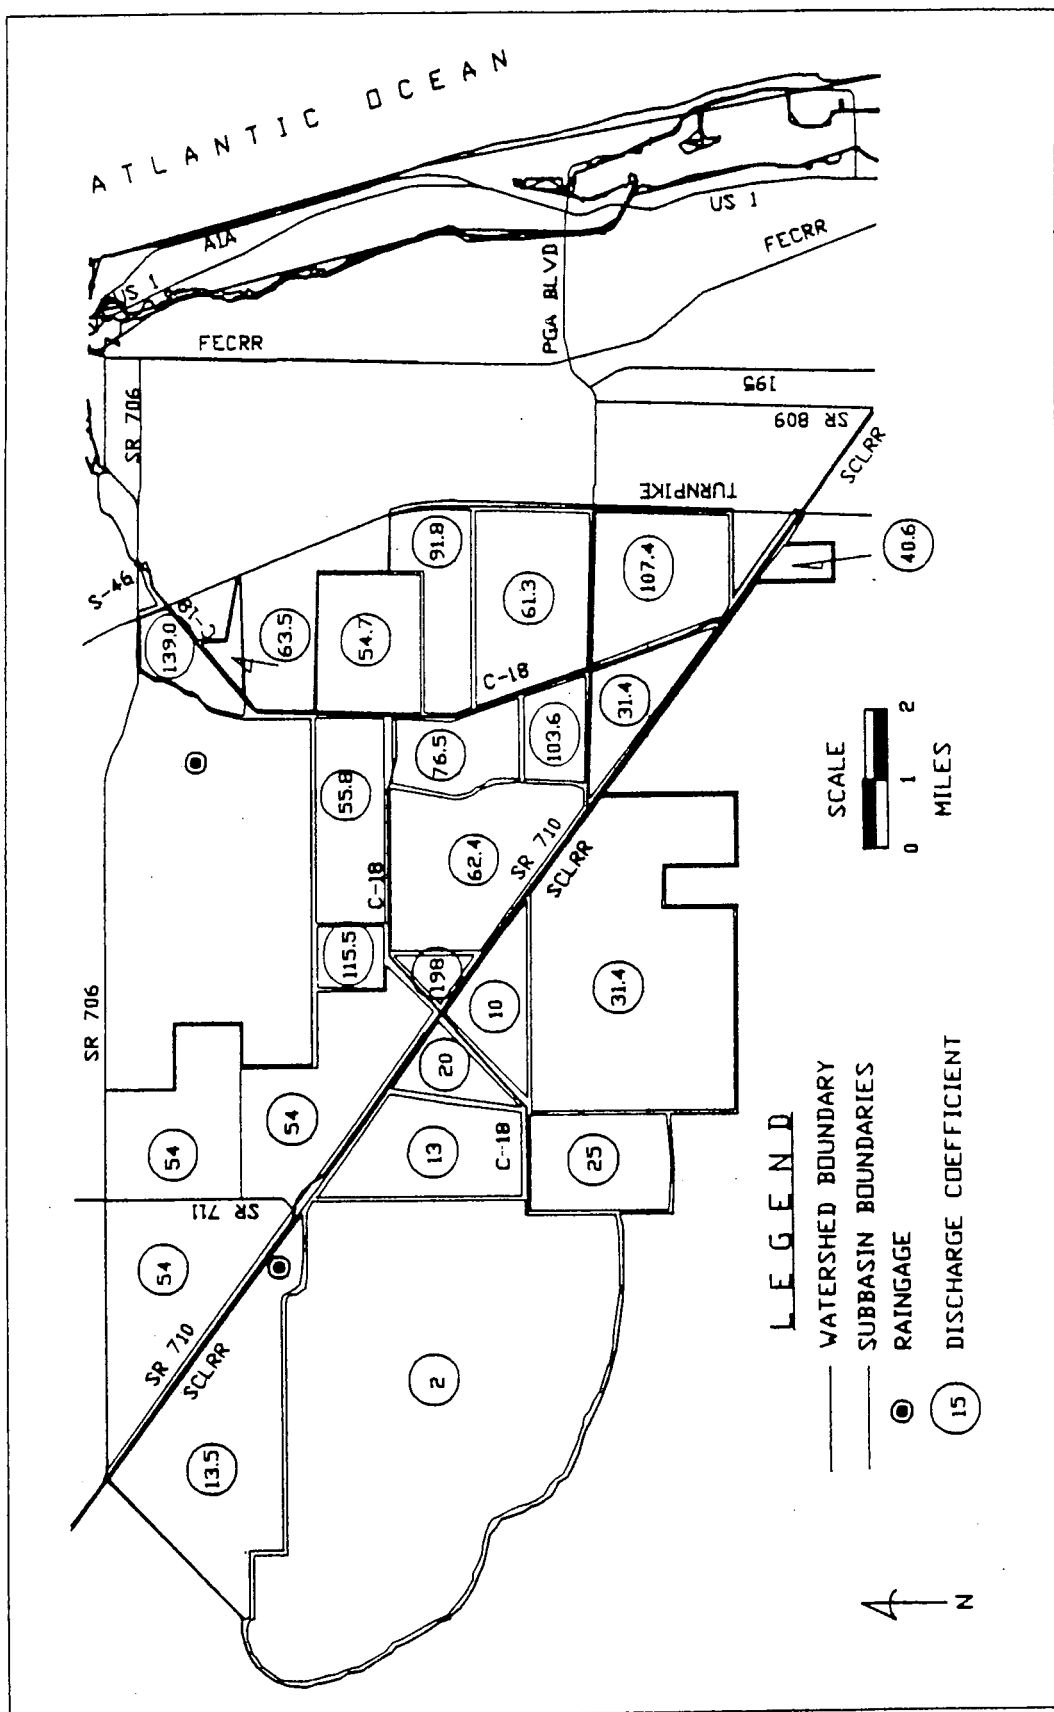 ATLANTIC OCEAN
A1A
US 1
US 1
FECRR
FECRR
PGA BLVD
I95
SR 809
SCLRR
TURNPIKE
SR 706
S-46
C-18
139.0
63.5
54.7
91.8
61.3
107.4
40.6
C-18
31.4
103.6
76.5
55.8
62.4
C-18
SR 710
SCLRR
115.5
198
10
31.4
SR 706
20
54
54
13
C-18
25
SR 711
54
SR 710
SCLRR
13.5
2
SCALE
0 1 2
MILES
LEGEND
WATERSHED BOUNDARY
SUBBASIN BOUNDARIES
RAINGAGE
15 DISCHARGE COEFFICIENT
N